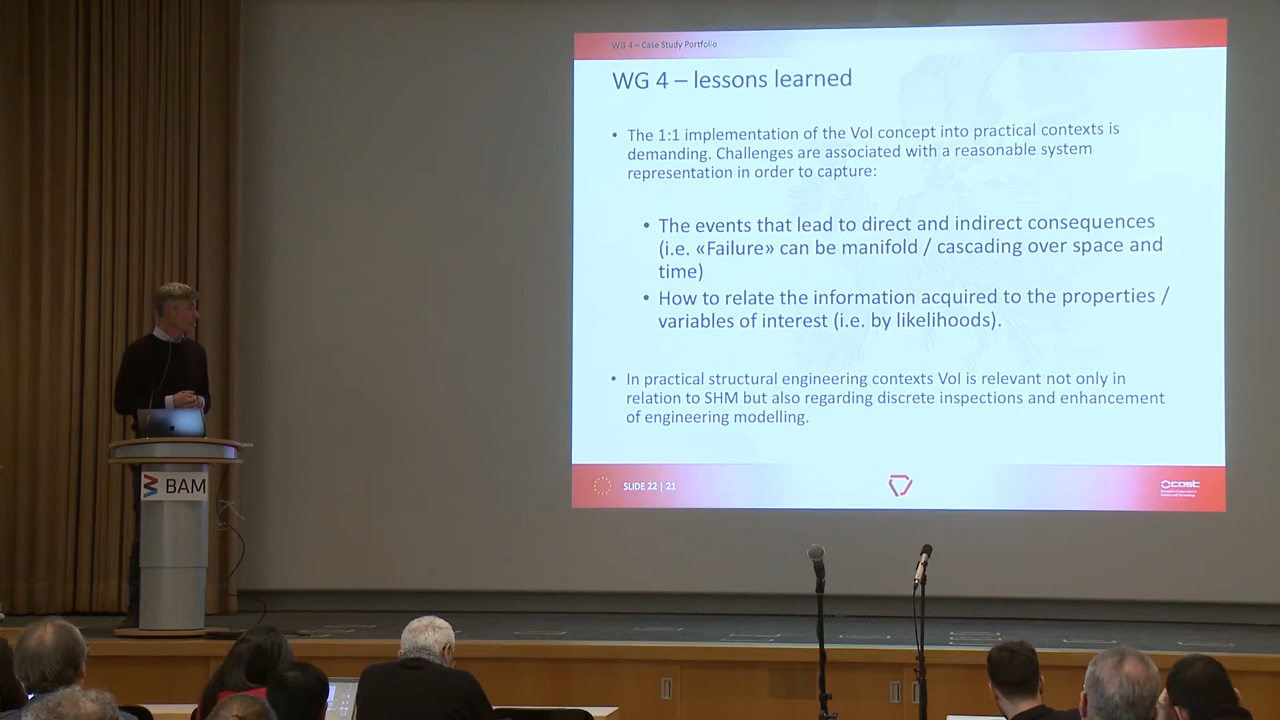 WG 4 – Case Study Portfolio
WG 4 – lessons learned
• The 1:1 implementation of the VoI concept into practical contexts is
demanding. Challenges are associated with a reasonable system
representation in order to capture:
• The events that lead to direct and indirect consequences
(i.e. «Failure» can be manifold / cascading over space and
time)
• How to relate the information acquired to the properties /
variables of interest (i.e. by likelihoods).
• In practical structural engineering contexts VoI is relevant not only in
relation to SHM but also regarding discrete inspections and enhancement
of engineering modelling.
SLIDE 22 | 21
cost
BAM